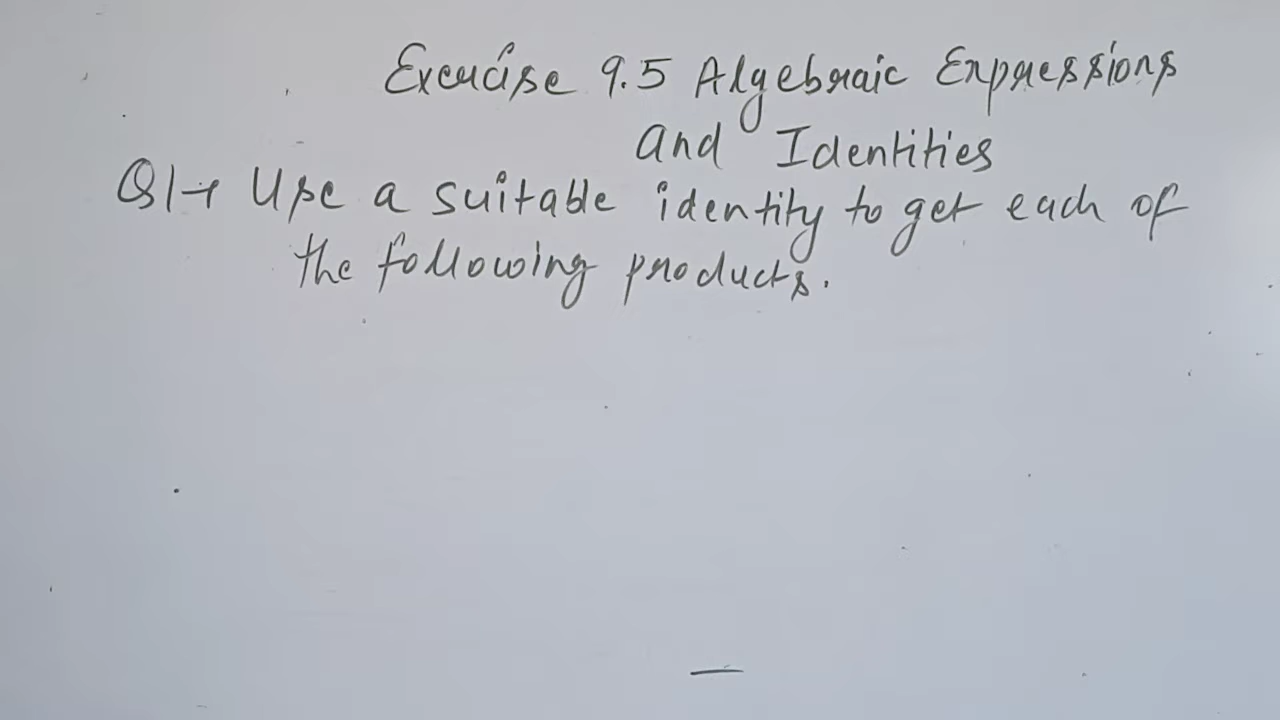 Exercise 9.5 Algebraic Expressions
and Identities
Q1→ Use a suitable identity to get each of
the following products.